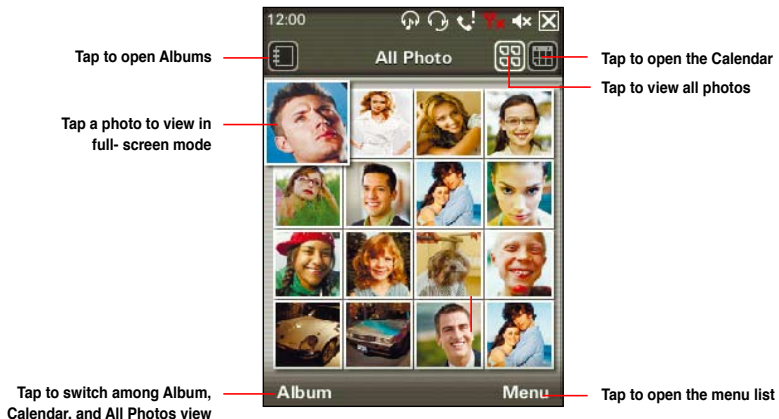 12:00
Tap to open Albums
All Photo
Tap to open the Calendar
Tap to view all photos
Tap a photo to view in
full- screen mode
Tap to switch among Album,
Calendar, and All Photos view
Album
Menu
Tap to open the menu list